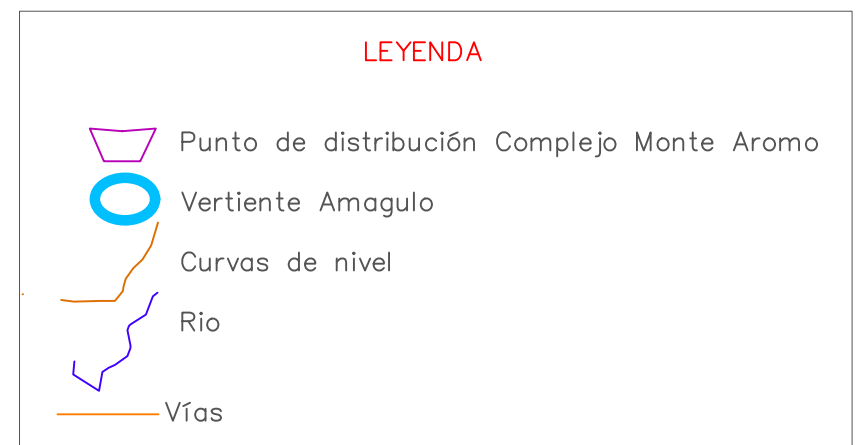 LEYENDA
Punto de distribución Complejo Monte Aromo
Vertiente Amagulo
Curvas de nivel
Rio
Vías